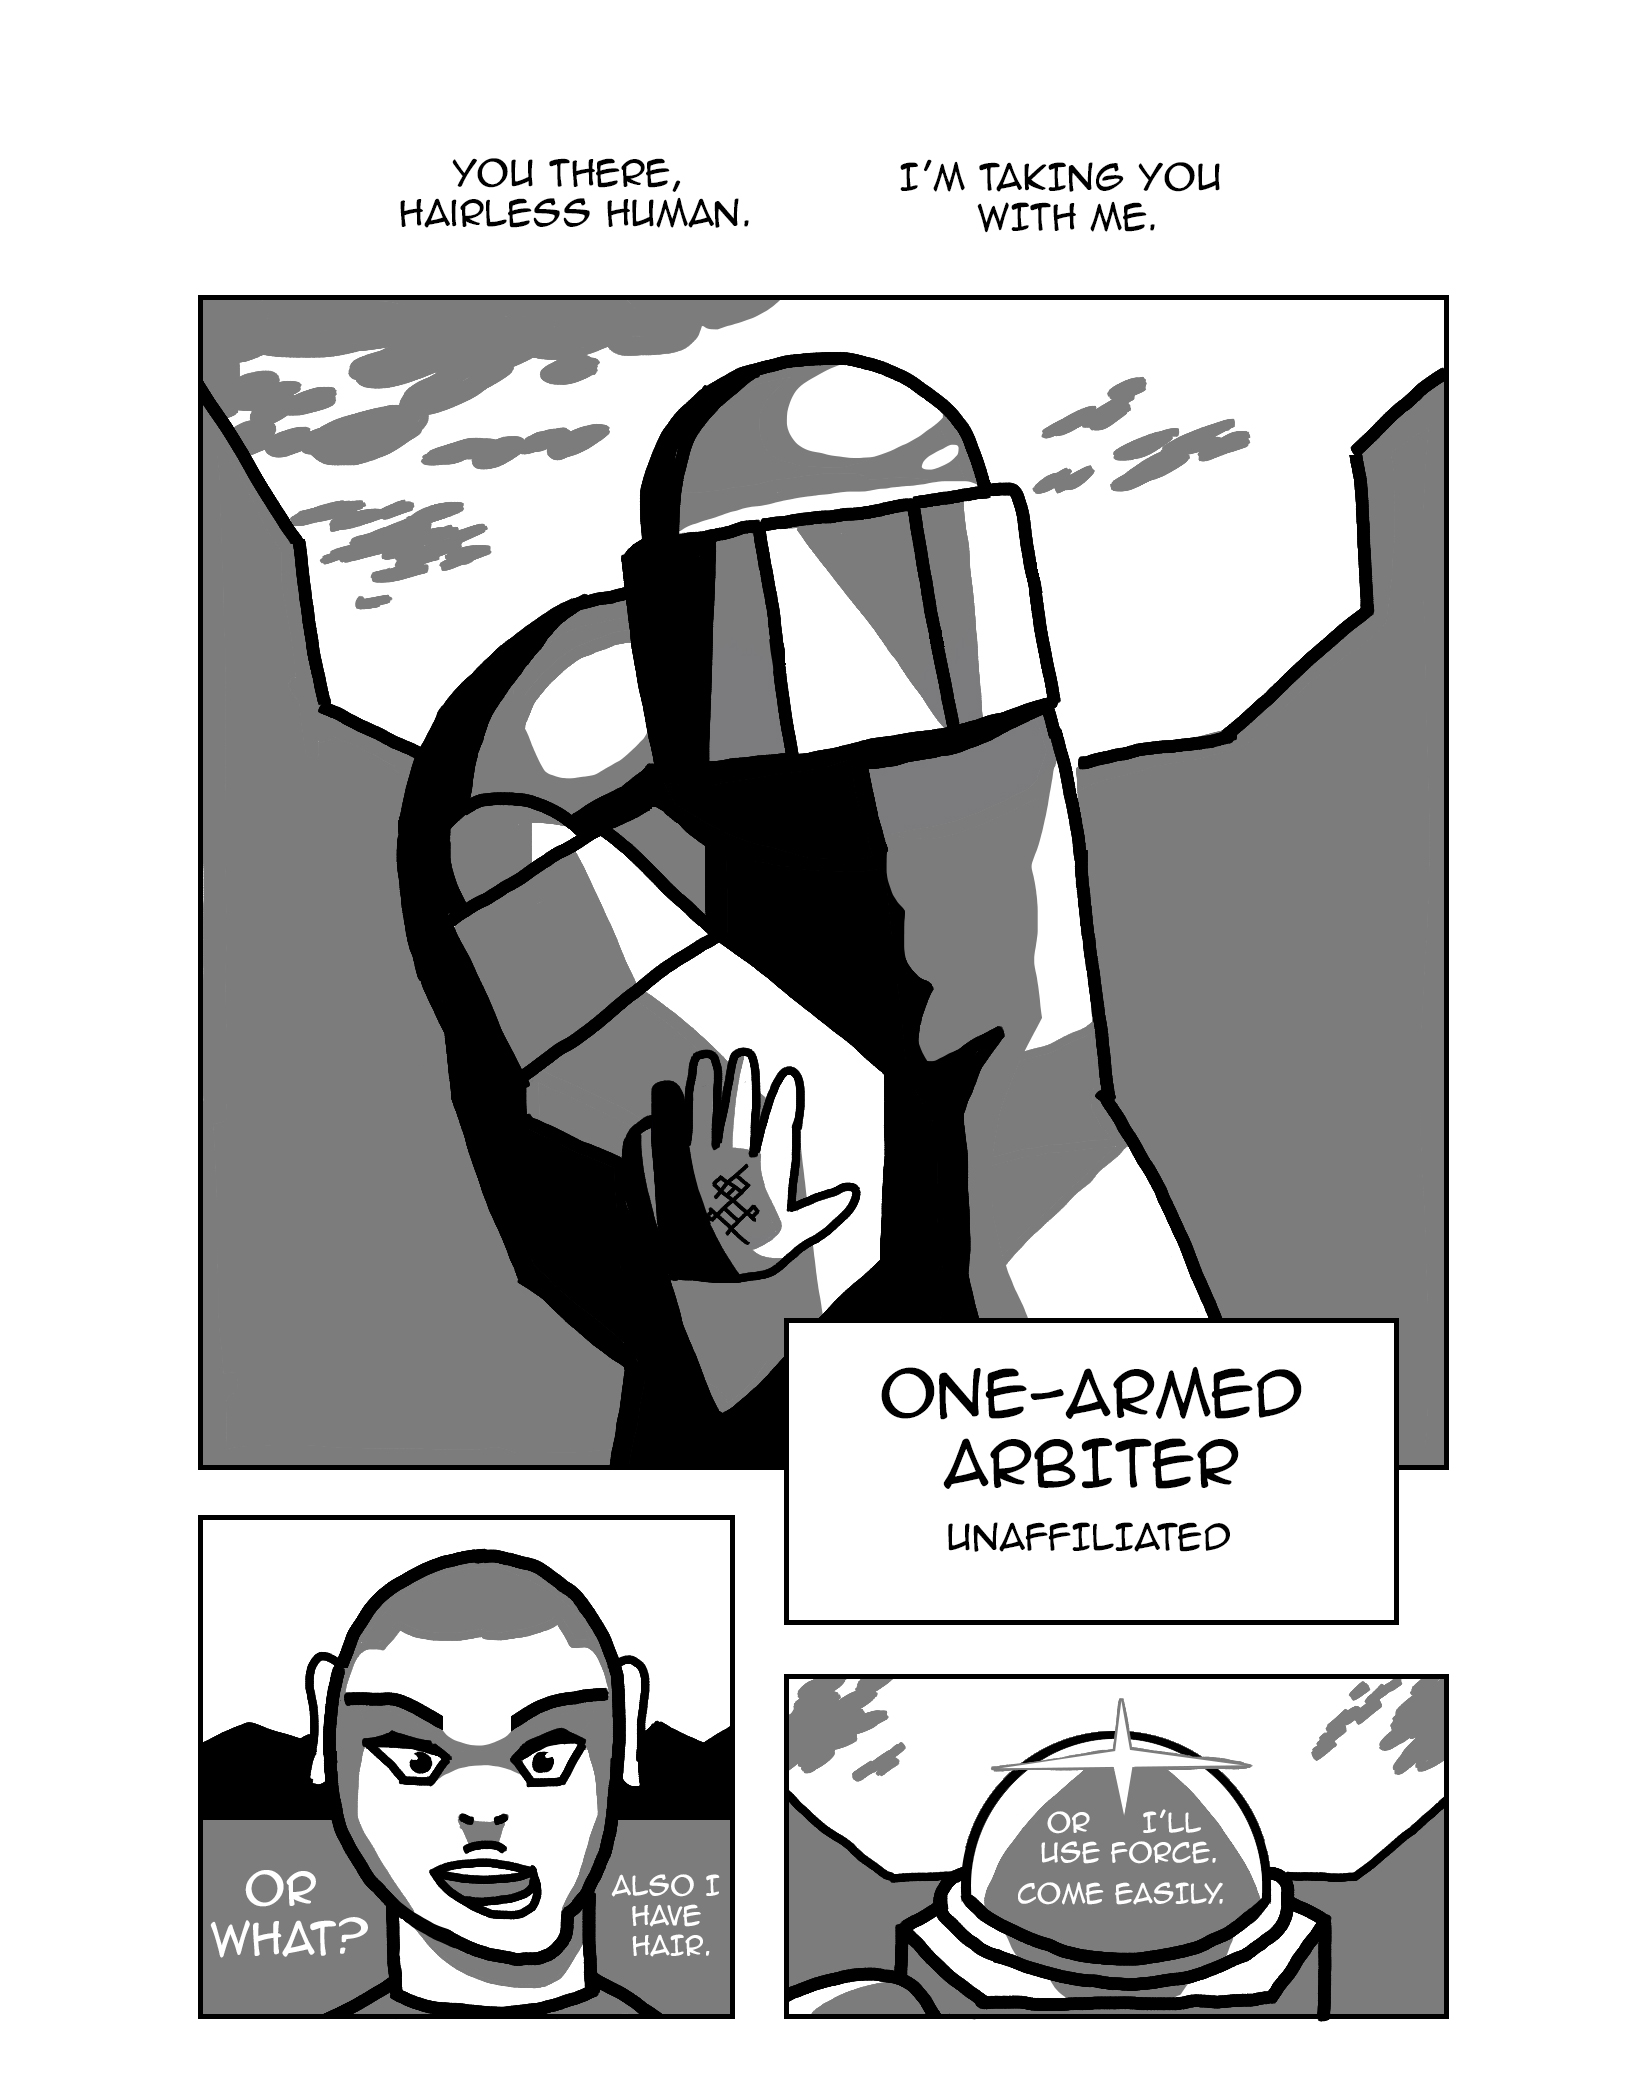 YOU THERE,
HAIRLESS HUMAN.
I'M TAKING YOU
WITH ME.
ONE-ARMED
ARBITER
UNAFFILIATED
OR
WHAT?
ALSO I
HAVE
HAIR.
OR I'LL
USE FORCE.
COME EASILY.